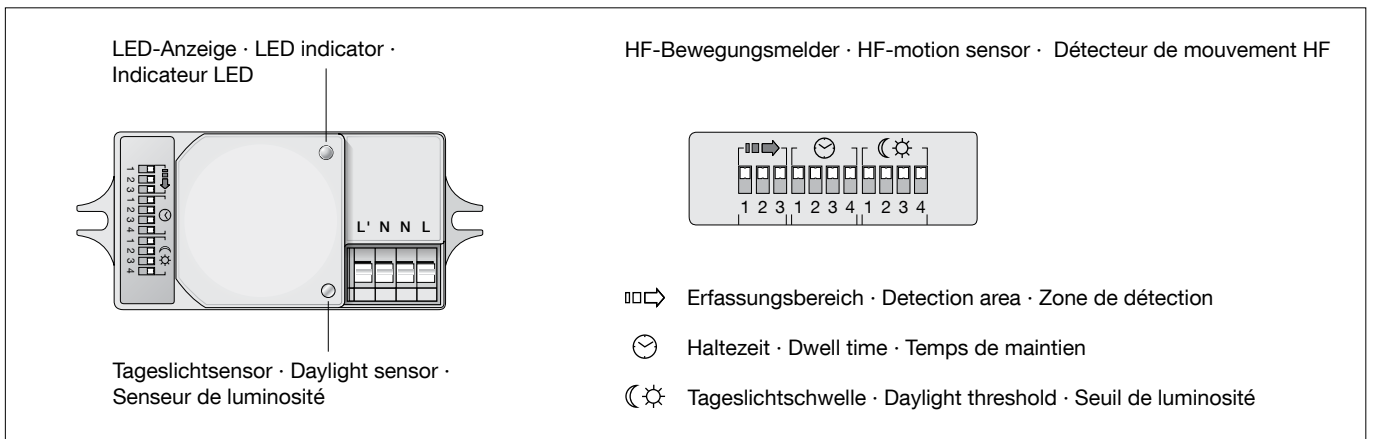 LED-Anzeige · LED indicator ·
Indicateur LED
HF-Bewegungsmelder · HF-motion sensor · Détecteur de mouvement HF
1
2
3
1
2
3
4
1
2
3
4
L' N N L
1 2 3 1 2 3 4 1 2 3 4
Erfassungsbereich · Detection area · Zone de détection
Haltezeit · Dwell time · Temps de maintien
Tageslichtschwelle · Daylight threshold · Seuil de luminosité
Tageslichtsensor · Daylight sensor ·
Senseur de luminosité